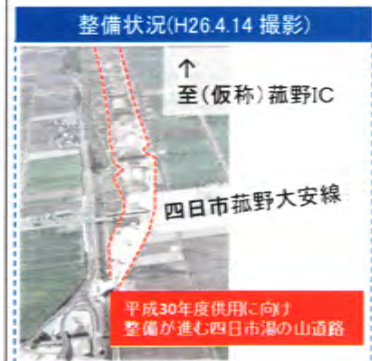 整備状況(H26.4.14 撮影)
↑
至(仮称)菰野IC
四日市菰野大安線
平成30年度供用に向け
整備が進む四日市湯の山道路